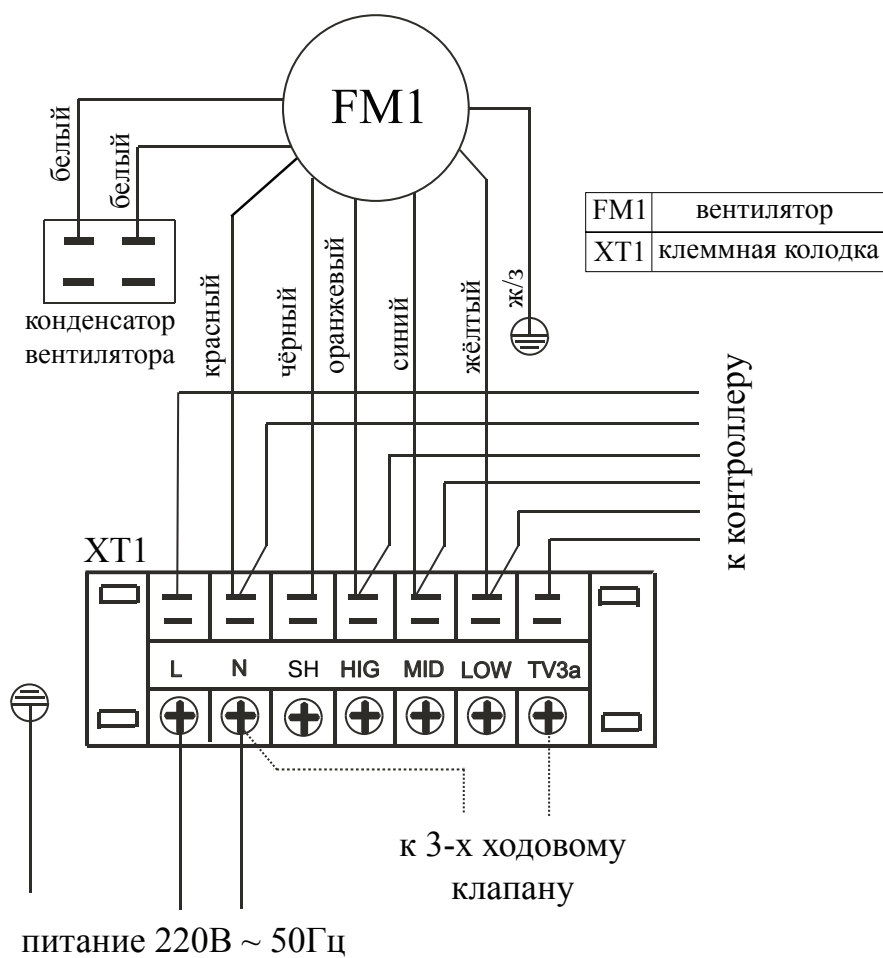 FM1
белый
белый
FM1 вентилятор
XT1 клеммная колодка
конденсатор
вентилятора
красный
чёрный
оранжевый
синий
жёлтый
ж/з
к контроллеру
XT1
L N SH HIG MID LOW TV3a
к 3-х ходовому
клапану
питание 220В ~ 50Гц